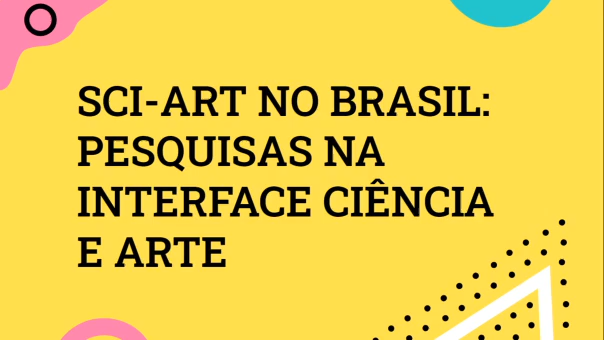 SCI-ART NO BRASIL:
PESQUISAS NA
INTERFACE CIÊNCIA
E ARTE